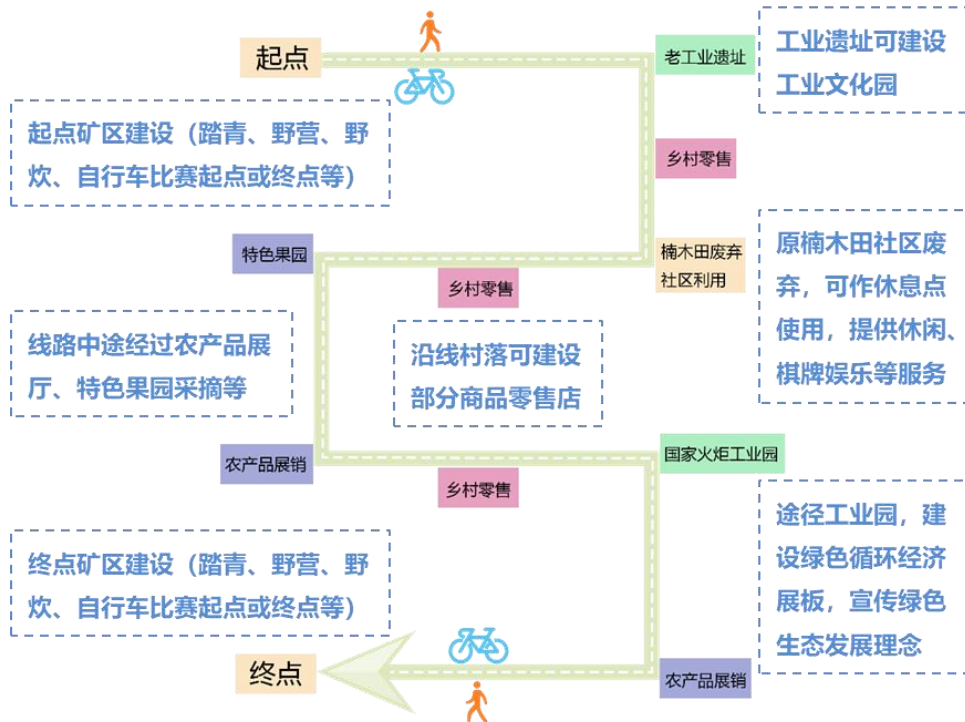 起点
老工业遗址
工业遗址可建设
工业文化园
起点矿区建设（踏青、野营、野
炊、自行车比赛起点或终点等）
乡村零售
特色果园
乡村零售
楠木田废弃
社区利用
原楠木田社区废
弃，可作休息点
使用，提供休闲、
棋牌娱乐等服务
线路中途经过农产品展
厅、特色果园采摘等
沿线村落可建设
部分商品零售店
农产品展销
乡村零售
国家火炬工业园
途径工业园，建
设绿色循环经济
展板，宣传绿色
生态发展理念
终点矿区建设（踏青、野营、野
炊、自行车比赛起点或终点等）
终点
农产品展销